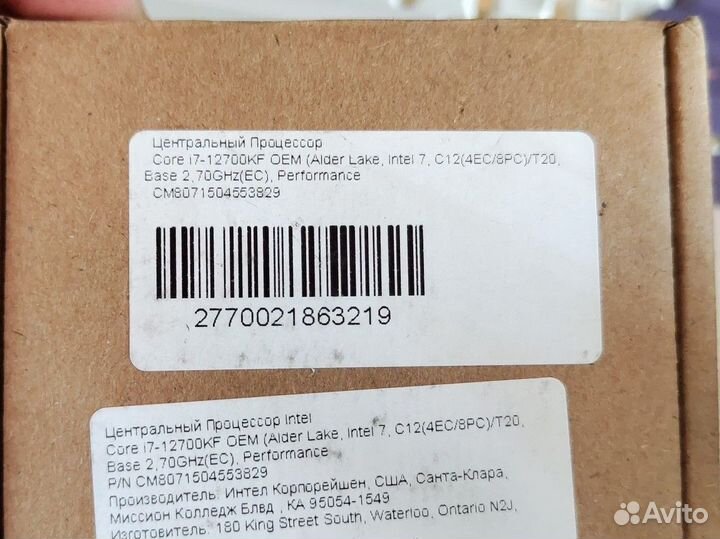 Центральный Процессор
Core i7-12700KF OEM (Alder Lake, Intel 7, C12(4EC/8PC)/T20,
Base 2,70GHz(EC), Performance
CM8071504553829
2770021863219
Центральный Процессор Intel
Core i7-12700KF OEM (Alder Lake, Intel 7, C12(4EC/8PC)/T20,
Base 2,70GHz(EC), Performance
P/N CM8071504553829
Производитель: Интел Корпорейшен, США, Санта-Клара,
Миссион Колледж Блвд , КА 95054-1549
Изготовитель: 180 King Street South, Waterloo, Ontario N2J,
Avito